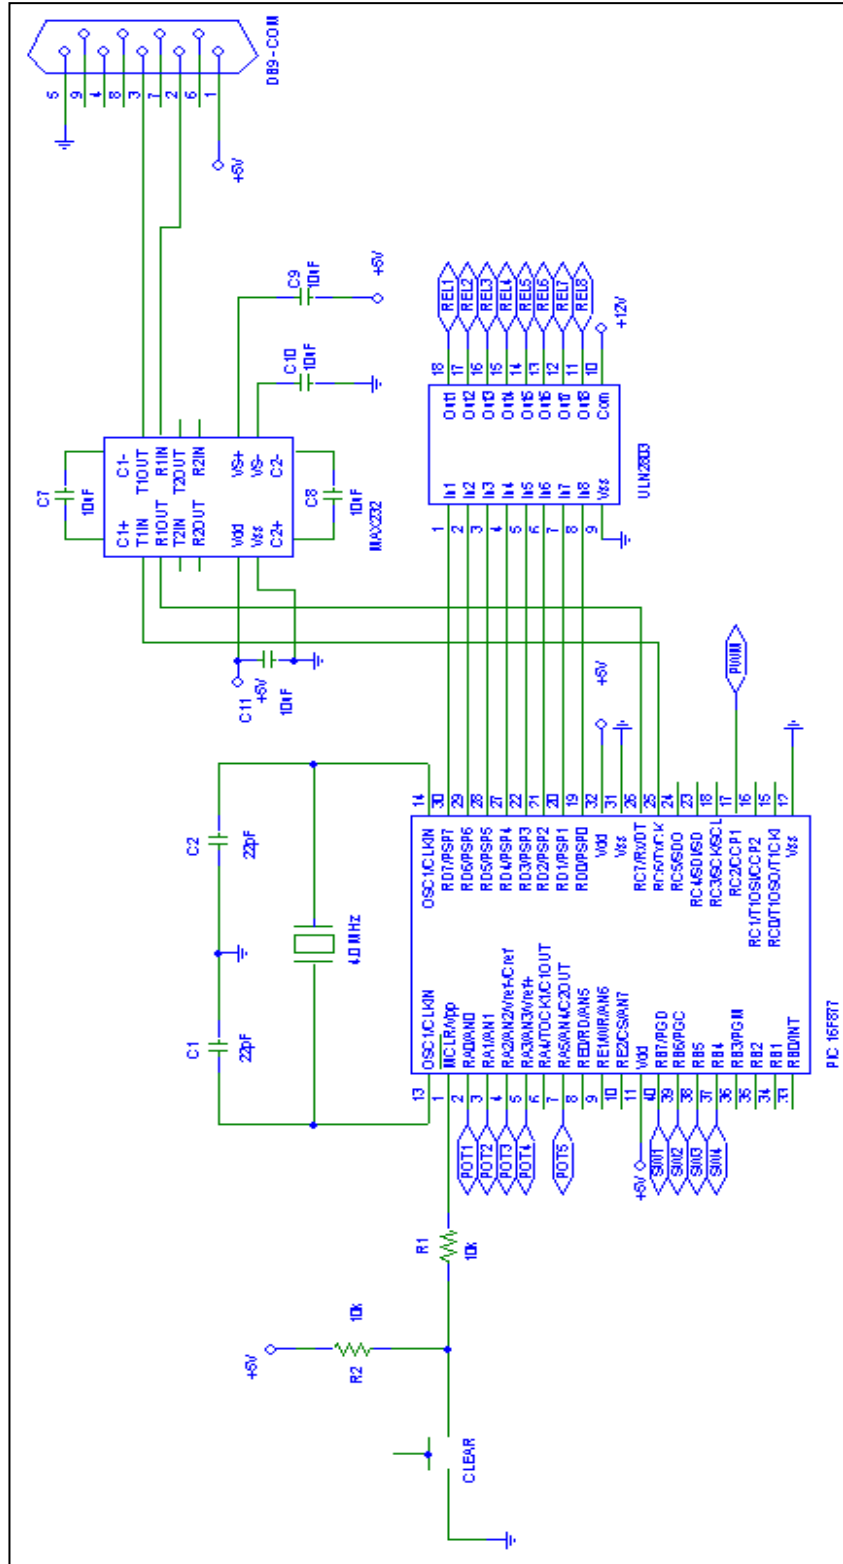 DB9-COM
5
9
4
8
3
7
2
6
1
+5V
C7
10uF
C1+
C1-
T1IN
T1OUT
R1OUT
R1IN
T2IN
T2OUT
R2OUT
R2IN
Vdd
VS+
Vss
VS-
C2+
C2-
C8
10uF
MAX232
C9
10uF
+5V
C10
10uF
C11
+5V
10uF
In1
In2
In3
In4
In5
In6
In7
In8
Vss
Out1
Out2
Out3
Out4
Out5
Out6
Out7
Out8
Com
1
2
3
4
5
6
7
8
9
18
17
16
15
14
13
12
11
10
REL1
REL2
REL3
REL4
REL5
REL6
REL7
REL8
+12V
ULN2803
C1
22pF
C2
22pF
4.0 MHz
OSC1/CLKIN
MCLR/vpp
RA0/AN0
RA1/AN1
RA2/AN2/Vref-/Cref
RA3/AN3/Vref+
RA4/TOCK1/C1OUT
RA5/AN4/C2OUT
RE0/RD/AN5
RE1/WR/AN6
RE2/CS/AN7
Vdd
RB7/PGD
RB6/PGC
RB5
RB4
RB3/PGM
RB2
RB1
RB0/INT
13
1
2
3
4
5
6
7
8
9
10
11
40
39
38
37
36
35
34
33
OSC1/CLKIN
RD7/PSP7
RD6/PSP6
RD5/PSP5
RD4/PSP4
RD3/PSP3
RD2/PSP2
RD1/PSP1
RD0/PSP0
Vdd
Vss
RC7/RX/DT
RC6/Tx/CK
RC5/SDO
RC4/SDI/SD
RC3/SCK/SCL
RC2/CCP1
RC1/T1OSI/CCP2
RC0/T1OSO/T1CKI
Vss
14
30
29
28
27
22
21
20
19
32
31
26
25
24
23
18
17
16
15
12
+5V
PWM
PIC 16F877
POT1
POT2
POT3
POT4
POT5
+5V
SW1
SW2
SW3
SW4
R1
10k
R2
10k
+5V
CLEAR